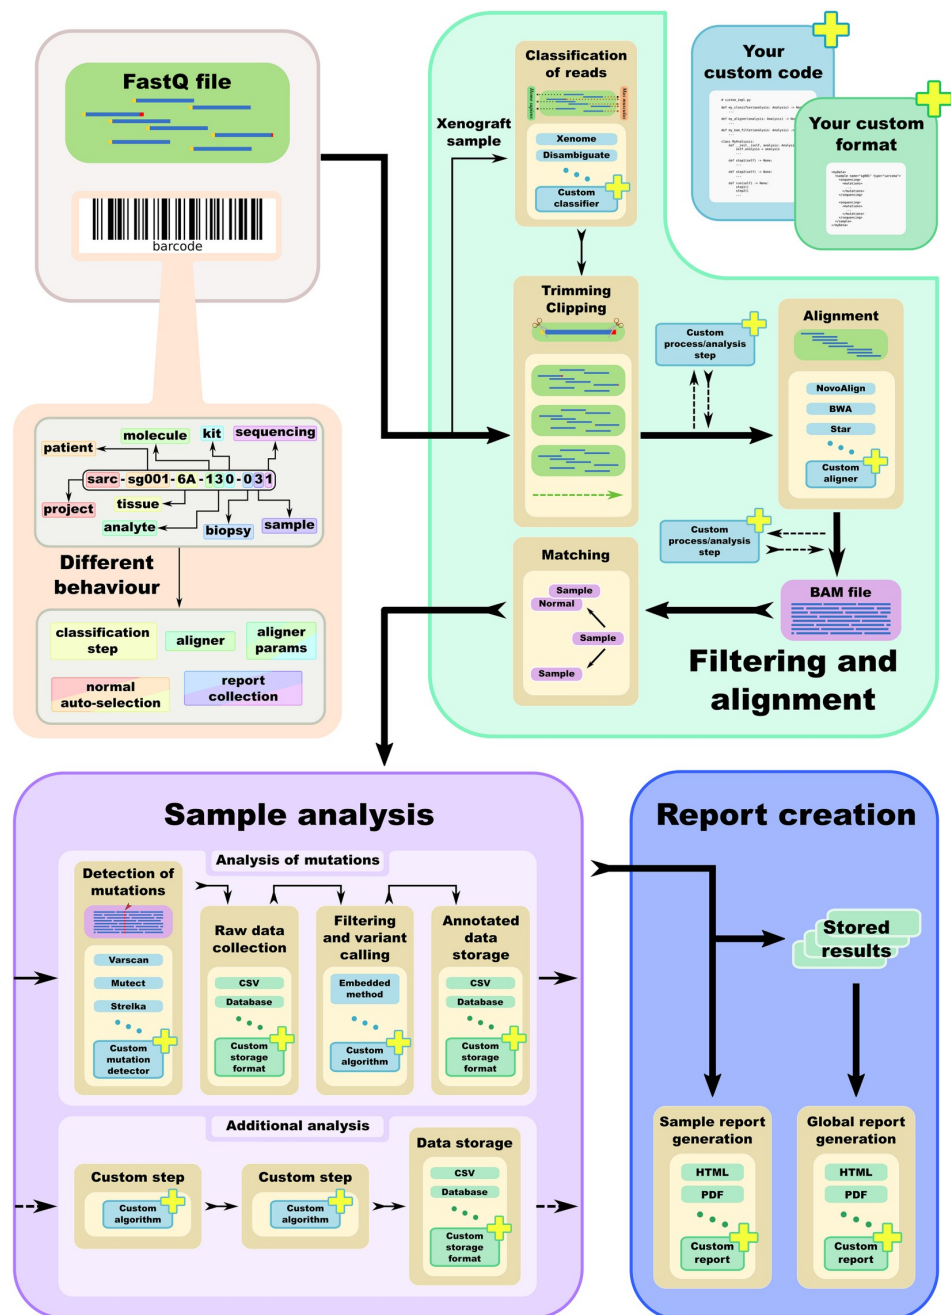 FastQ file
barcode
molecule
kit
sequencing
patient
sarc-sg001-6A-130-031
project
tissue
analyte
biopsy
sample
Different
behaviour
classification
step
aligner
aligner
params
normal
auto-selection
report
collection
Xenograft
sample
Classification
of reads
Xenome
Disambiguate
Custom
classifier
Your
custom code
Your custom
format
Trimming
Clipping
Custom
process/analysis
step
Alignment
NovoAlign
BWA
Star
Custom
aligner
Custom
process/analysis
step
BAM file
Matching
Sample
Normal
Sample
Sample
Filtering and
alignment
Sample analysis
Analysis of mutations
Detection of
mutations
Varscan
Mutect
Strelka
Custom
mutation
detector
Raw data
collection
CSV
Database
Custom
storage
format
Filtering
and variant
calling
Embedded
method
Custom
algorithm
Annotated
data
storage
CSV
Database
Custom
storage
format
Additional analysis
Custom step
Custom
algorithm
Custom step
Custom
algorithm
Data storage
CSV
Database
Custom
storage
format
Report creation
Stored
results
Sample report
generation
HTML
PDF
Custom
report
Global report
generation
HTML
PDF
Custom
report